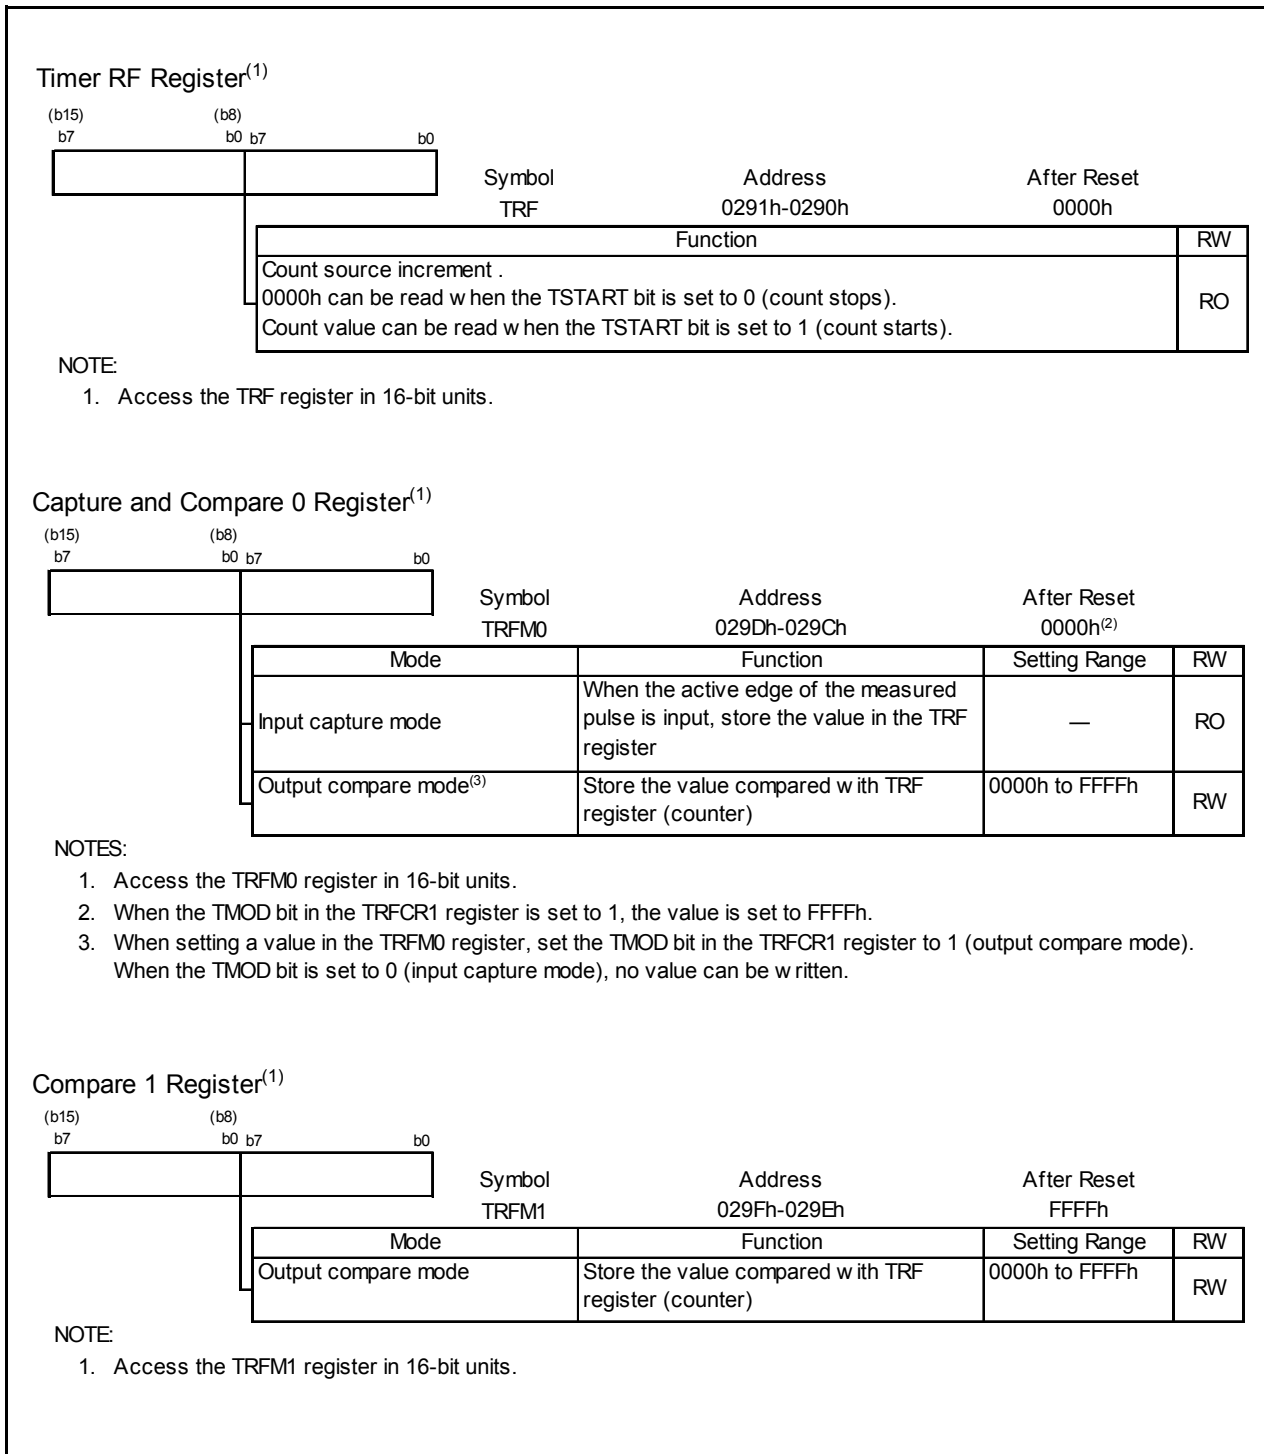 Timer RF Register(1)
(b15) (b8)
b7 b0 b7 b0
Symbol Address After Reset
TRF 0291h-0290h 0000h
Function RW
Count source increment .
0000h can be read w hen the TSTART bit is set to 0 (count stops).
Count value can be read w hen the TSTART bit is set to 1 (count starts).
RO
NOTE:
1. Access the TRF register in 16-bit units.
Capture and Compare 0 Register(1)
(b15) (b8)
b7 b0 b7 b0
Symbol Address After Reset
TRFM0 029Dh-029Ch 0000h(2)
Mode Function Setting Range RW
Input capture mode
When the active edge of the measured
pulse is input, store the value in the TRF
register
— RO
Output compare mode(3)
Store the value compared w ith TRF
register (counter)
0000h to FFFFh RW
NOTES:
1. Access the TRFM0 register in 16-bit units.
2. When the TMOD bit in the TRFCR1 register is set to 1, the value is set to FFFFh.
3. When setting a value in the TRFM0 register, set the TMOD bit in the TRFCR1 register to 1 (output compare mode).
When the TMOD bit is set to 0 (input capture mode), no value can be w ritten.
Compare 1 Register(1)
(b15) (b8)
b7 b0 b7 b0
Symbol Address After Reset
TRFM1 029Fh-029Eh FFFFh
Mode Function Setting Range RW
Output compare mode
Store the value compared w ith TRF
register (counter)
0000h to FFFFh RW
NOTE:
1. Access the TRFM1 register in 16-bit units.